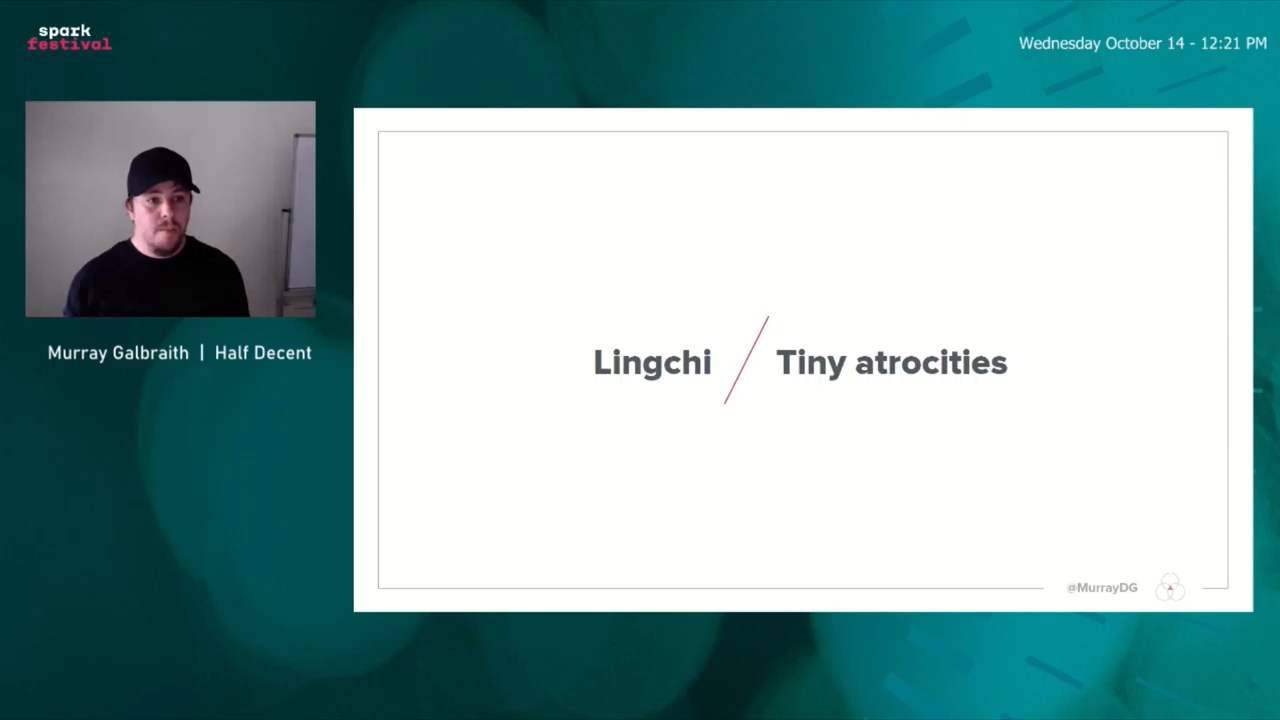 spark
festival
Wednesday October 14 - 12:21 PM
Murray Galbraith | Half Decent
Lingchi / Tiny atrocities
@MurrayDG